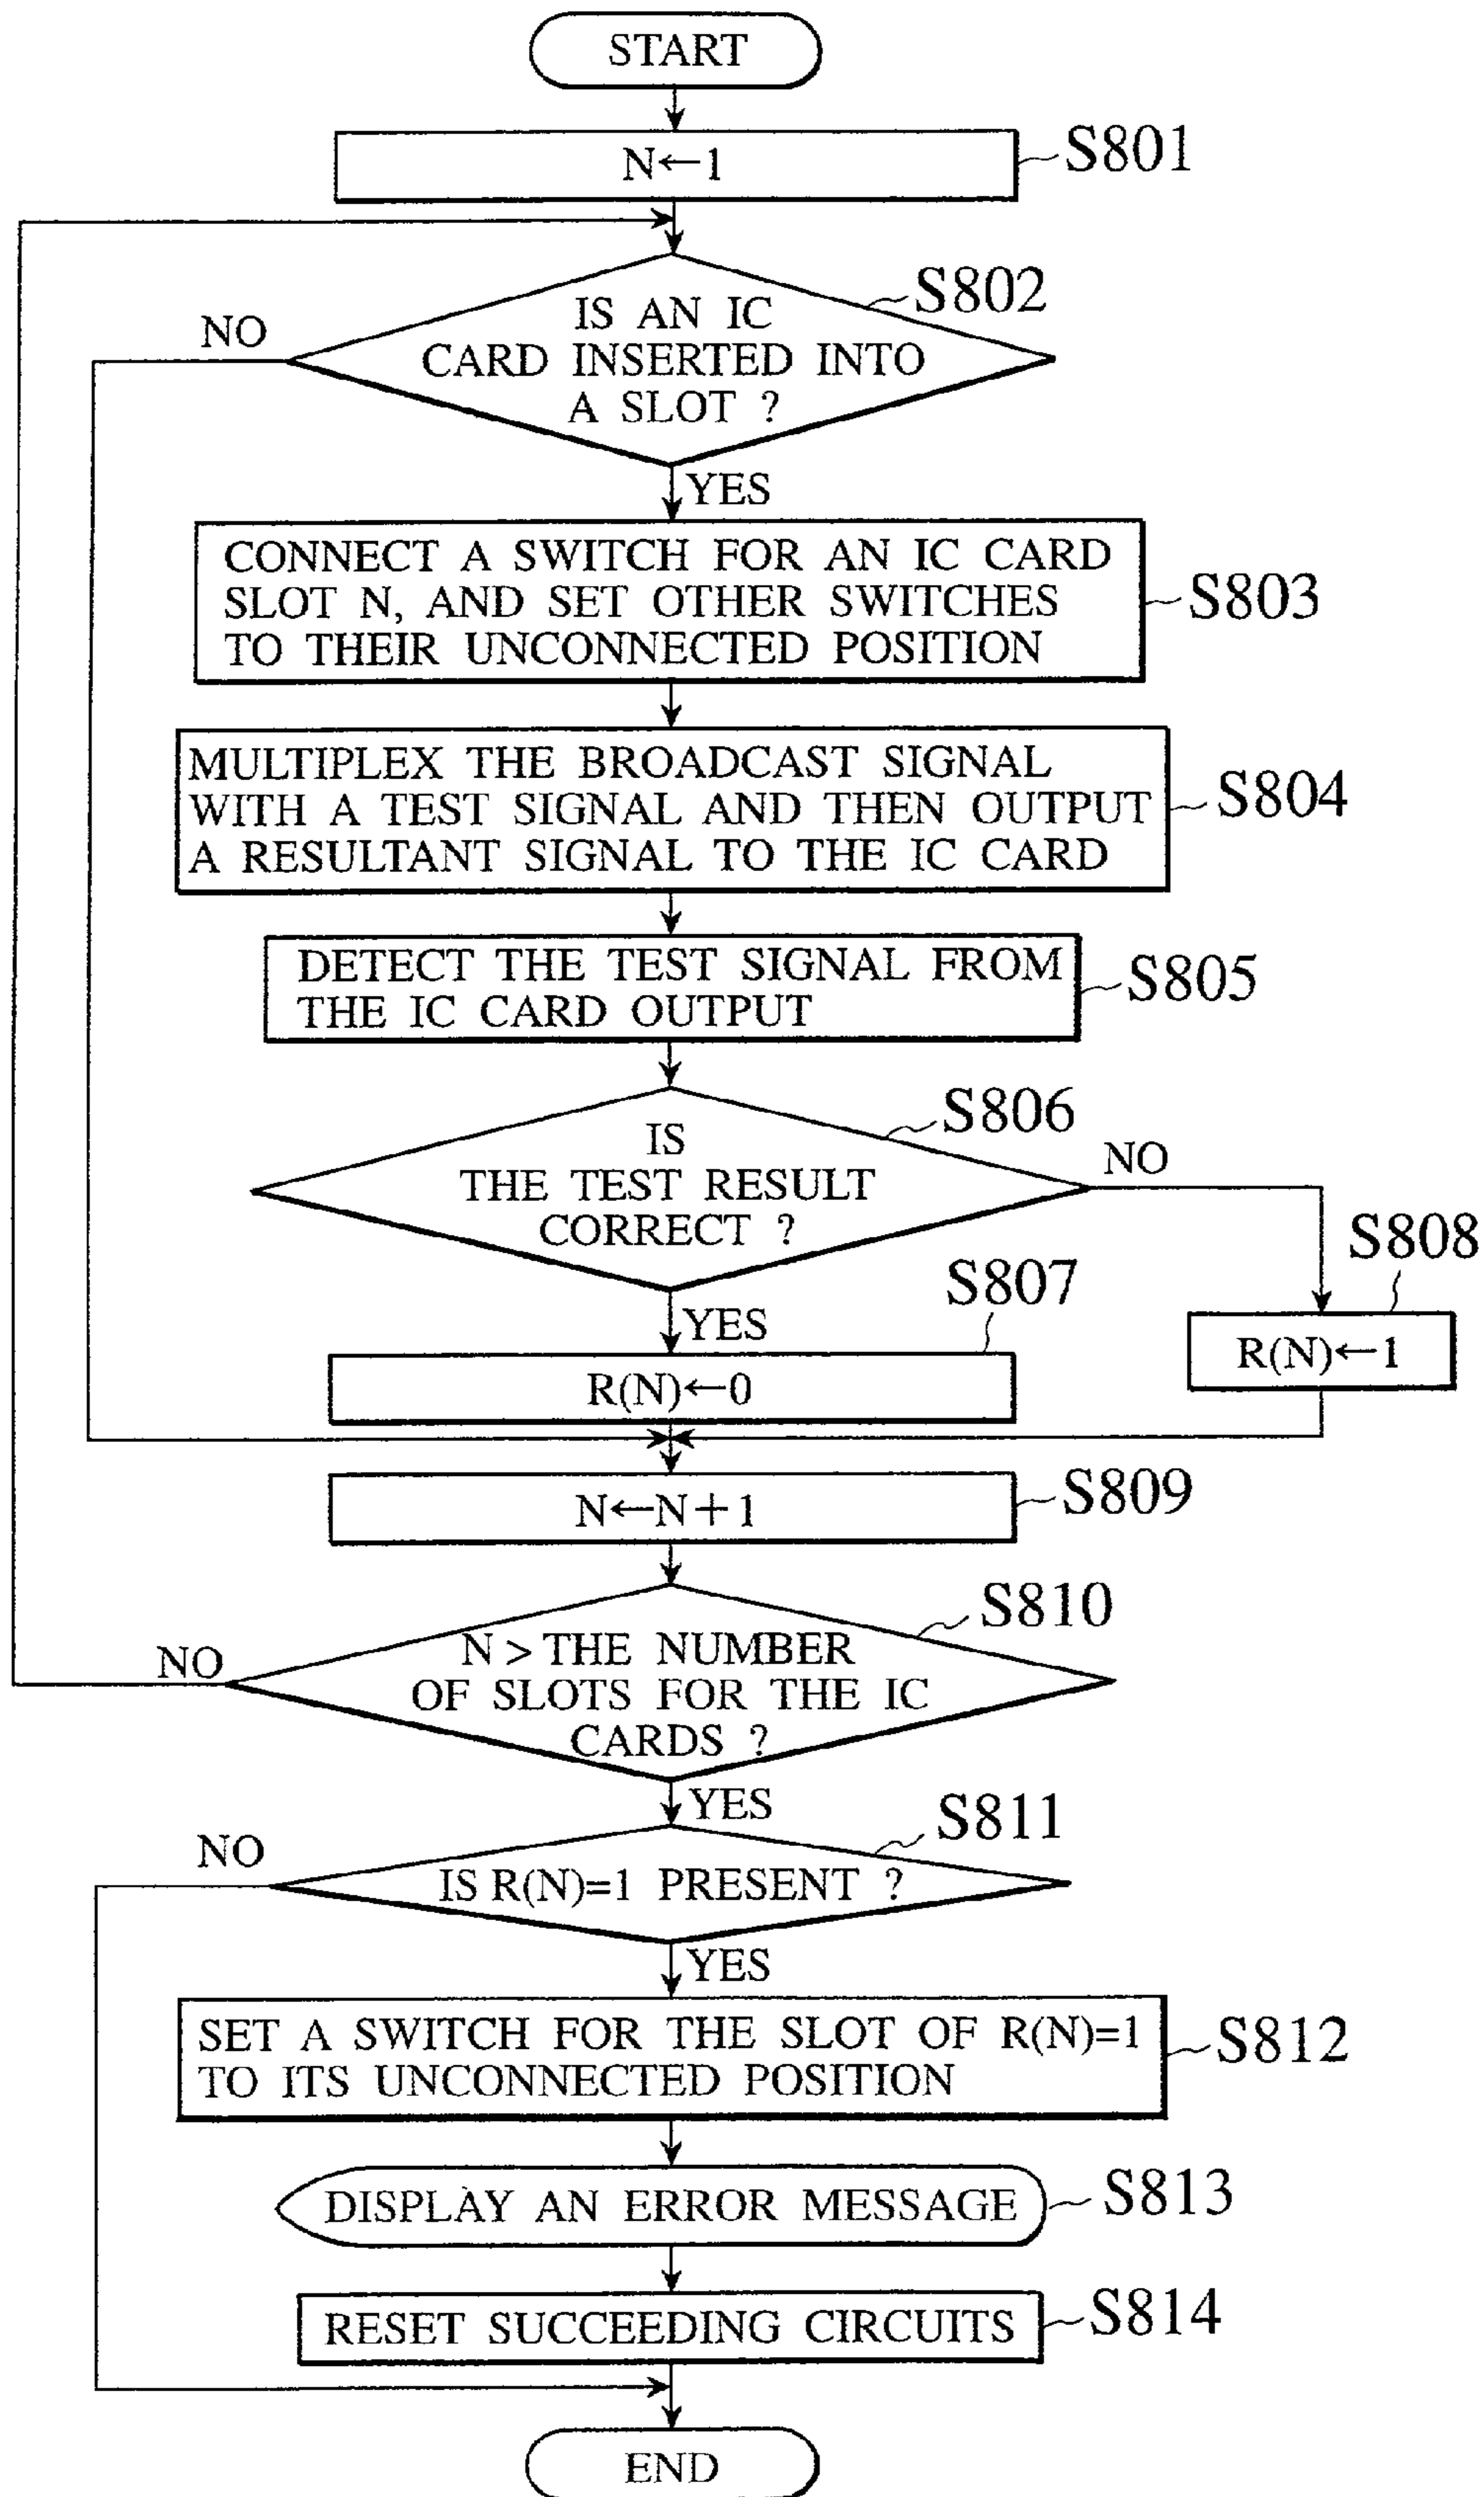 START
N←1
S801
S802
IS AN IC
CARD INSERTED INTO
A SLOT ?
NO
YES
CONNECT A SWITCH FOR AN IC CARD
SLOT N, AND SET OTHER SWITCHES
TO THEIR UNCONNECTED POSITION
S803
MULTIPLEX THE BROADCAST SIGNAL
WITH A TEST SIGNAL AND THEN OUTPUT
A RESULTANT SIGNAL TO THE IC CARD
S804
DETECT THE TEST SIGNAL FROM
THE IC CARD OUTPUT
S805
S806
IS
THE TEST RESULT
CORRECT ?
NO
S808
R(N)←1
YES
S807
R(N)←0
N←N+1
S809
S810
N > THE NUMBER
OF SLOTS FOR THE IC
CARDS ?
NO
YES
S811
IS R(N)=1 PRESENT ?
NO
YES
SET A SWITCH FOR THE SLOT OF R(N)=1
TO ITS UNCONNECTED POSITION
S812
DISPLAY AN ERROR MESSAGE
S813
RESET SUCCEEDING CIRCUITS
S814
END